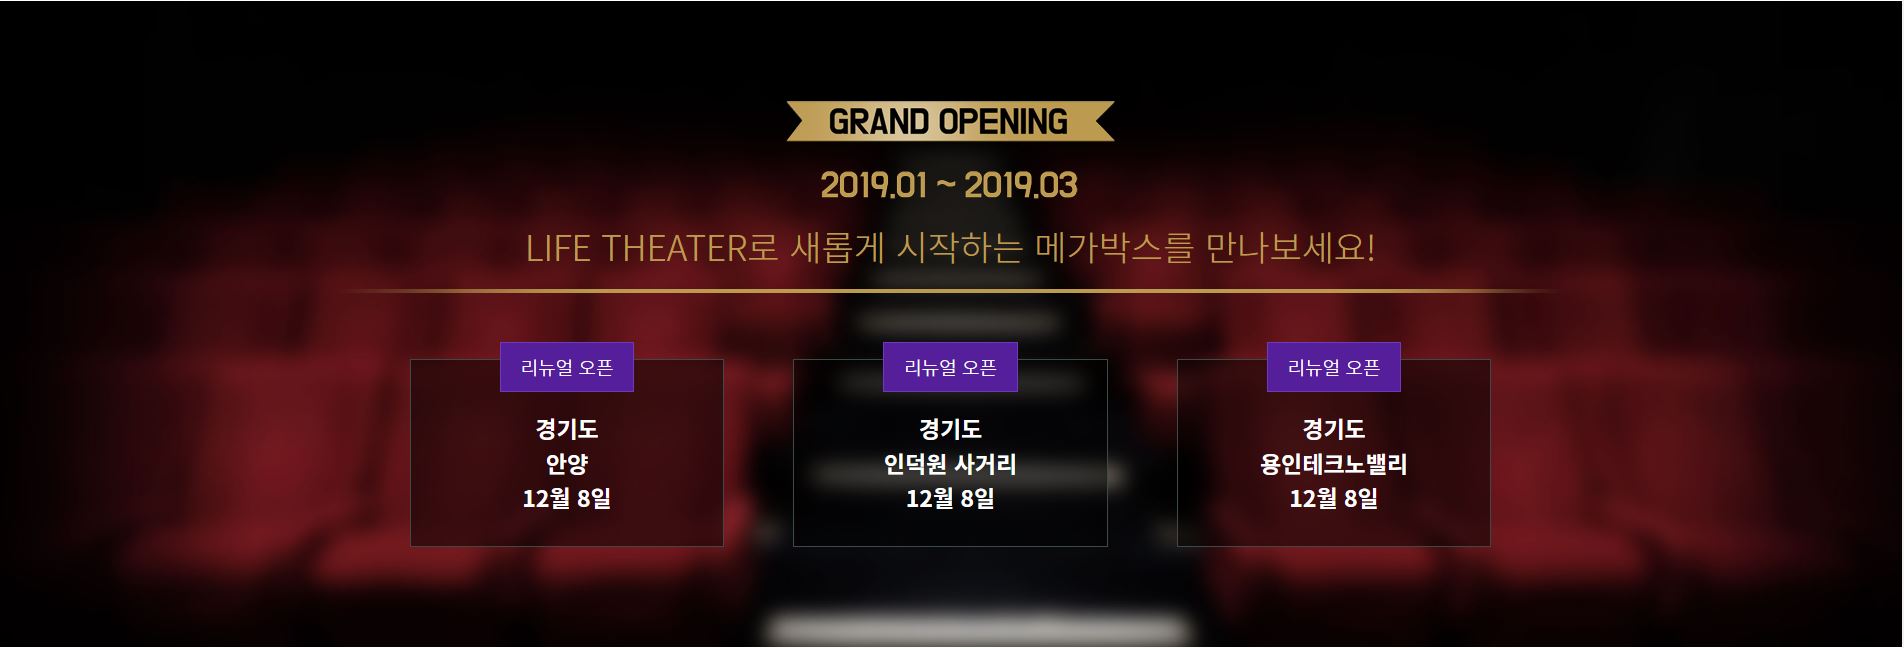 GRAND OPENING
2019.01 ~ 2019.03
LIFE THEATER로 새롭게 시작하는 메가박스를 만나보세요!
리뉴얼 오픈
경기도
안양
12월 8일
리뉴얼 오픈
경기도
인덕원 사거리
12월 8일
리뉴얼 오픈
경기도
용인테크노밸리
12월 8일